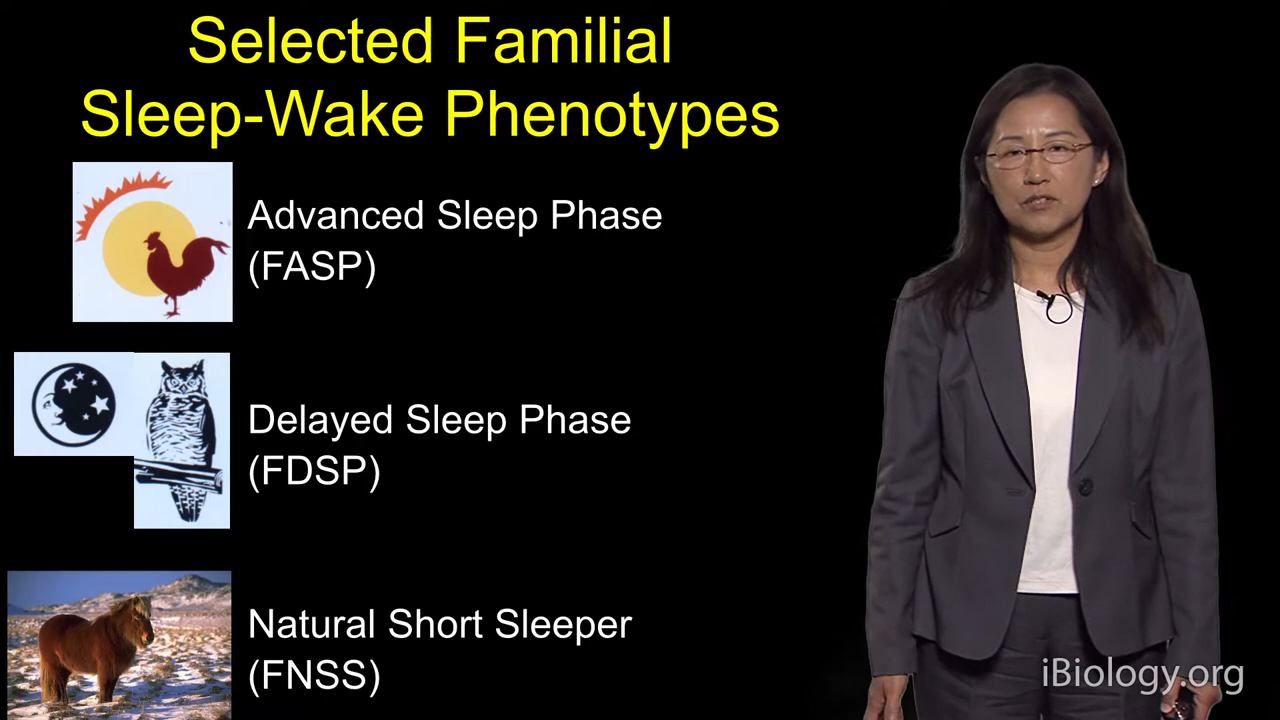 Selected Familial
Sleep-Wake Phenotypes
Advanced Sleep Phase
(FASP)
Delayed Sleep Phase
(FDSP)
Natural Short Sleeper
(FNSS)
iBiology.org